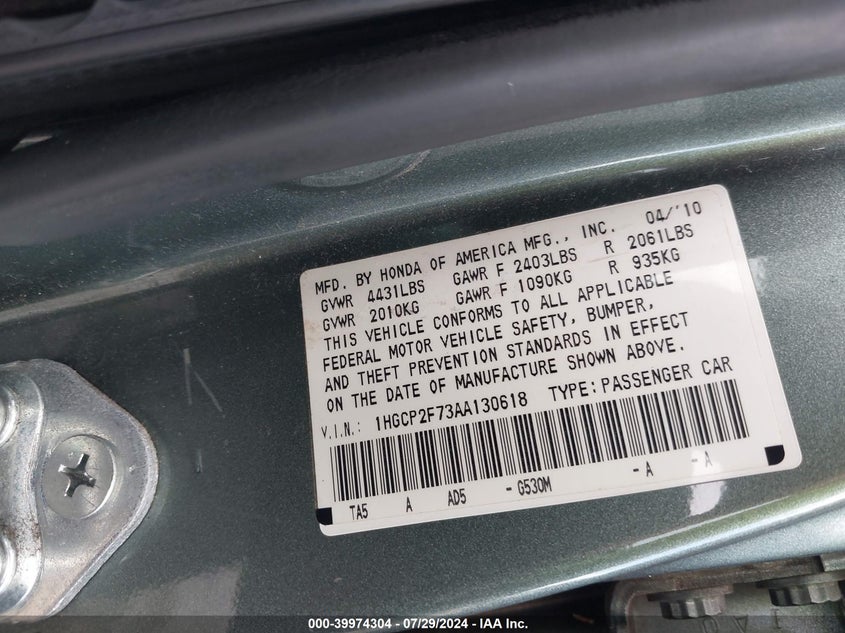 MFD. BY HONDA OF AMERICA MFG., INC. 04/'10
GVWR 4431LBS GAWR F 2403LBS R 2061LBS
GVWR 2010KG GAWR F 1090KG R 935KG
THIS VEHICLE CONFORMS TO ALL APPLICABLE
FEDERAL MOTOR VEHICLE SAFETY, BUMPER,
AND THEFT PREVENTION STANDARDS IN EFFECT
ON THE DATE OF MANUFACTURE SHOWN ABOVE.
V.I.N.: 1HGCP2F73AA130618 TYPE: PASSENGER CAR
TA5 A AD5 -G530M -A -A
000-39974304 - 07/29/2024 - IAA Inc.